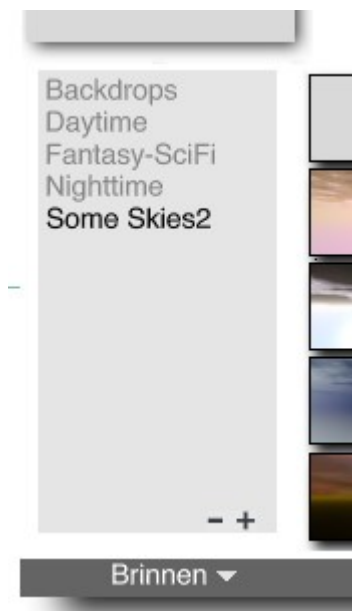 Backdrops
Daytime
Fantasy-SciFi
Nighttime
Some Skies2
- +
Brinnen